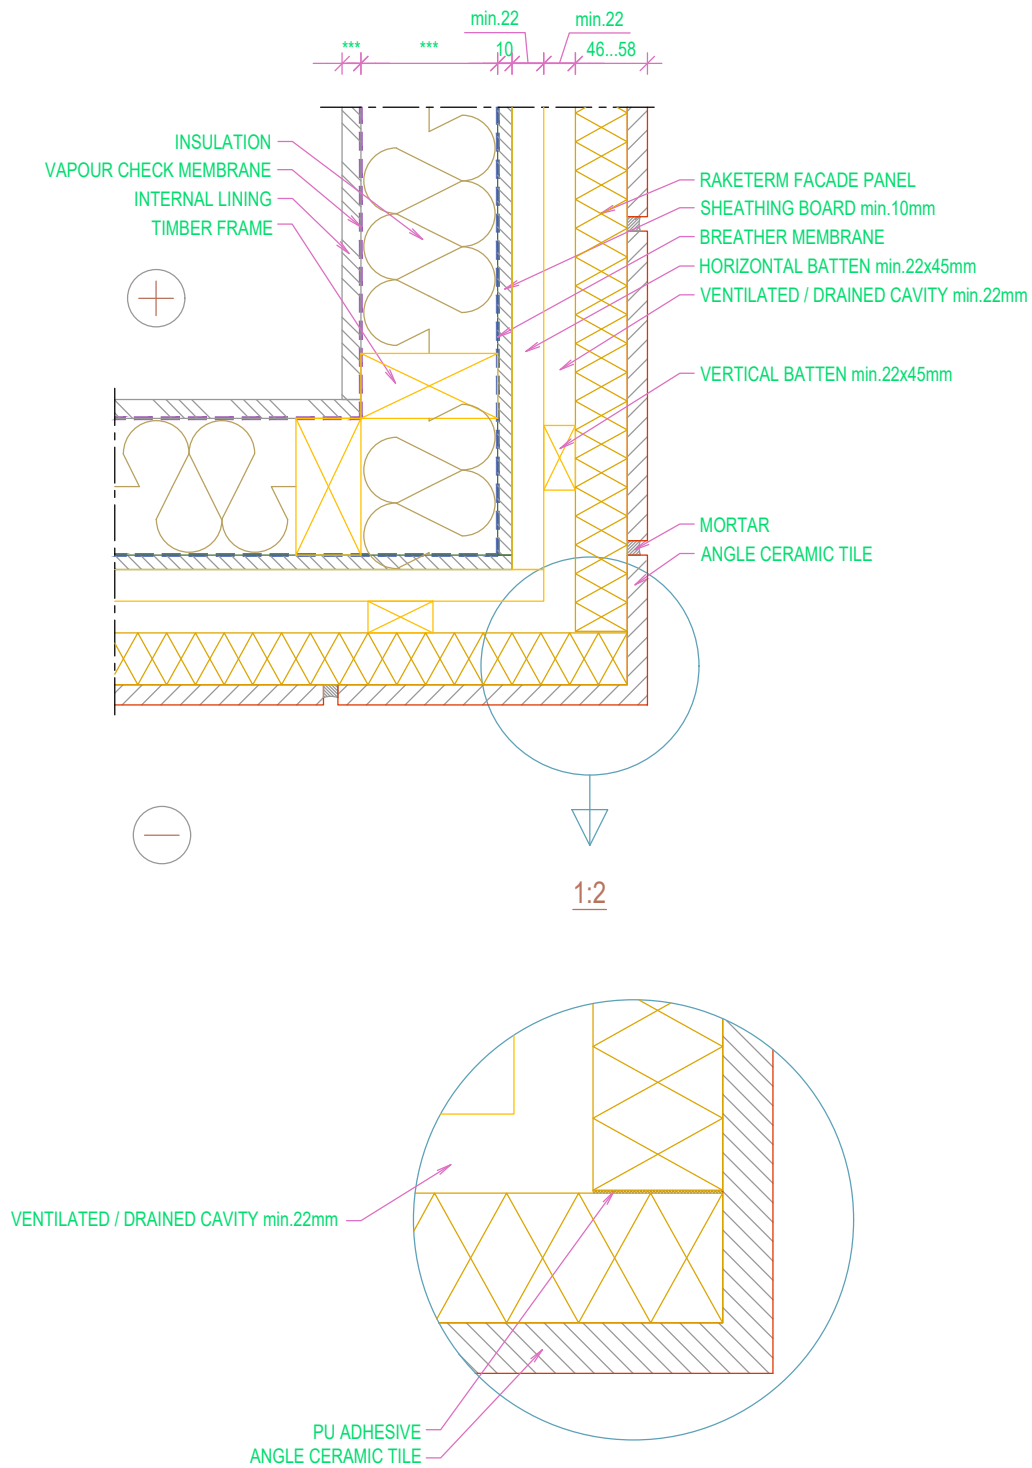 min.22
min.22
***
***
10
46...58
INSULATION
VAPOUR CHECK MEMBRANE
INTERNAL LINING
TIMBER FRAME
RAKETERM FACADE PANEL
SHEATHING BOARD min.10mm
BREATHER MEMBRANE
HORIZONTAL BATTEN min.22x45mm
VENTILATED / DRAINED CAVITY min.22mm
VERTICAL BATTEN min.22x45mm
MORTAR
ANGLE CERAMIC TILE
1:2
VENTILATED / DRAINED CAVITY min.22mm
PU ADHESIVE
ANGLE CERAMIC TILE